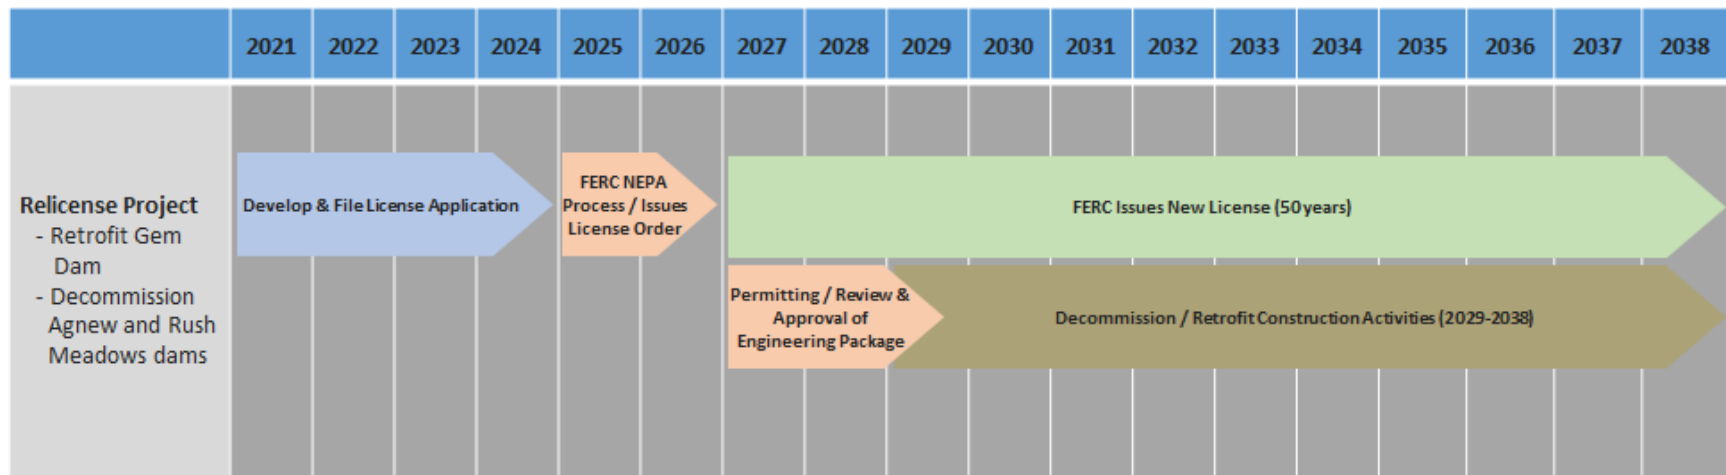 2021 2022 2023 2024 2025 2026 2027 2028 2029 2030 2031 2032 2033 2034 2035 2036 2037 2038
Relicense Project
- Retrofit Gem
Dam
- Decommission
Agnew and Rush
Meadows dams
Develop & File License Application
FERC NEPA
Process / Issues
License Order
FERC Issues New License (50 years)
Permitting / Review &
Approval of
Engineering Package
Decommission / Retrofit Construction Activities (2029-2038)